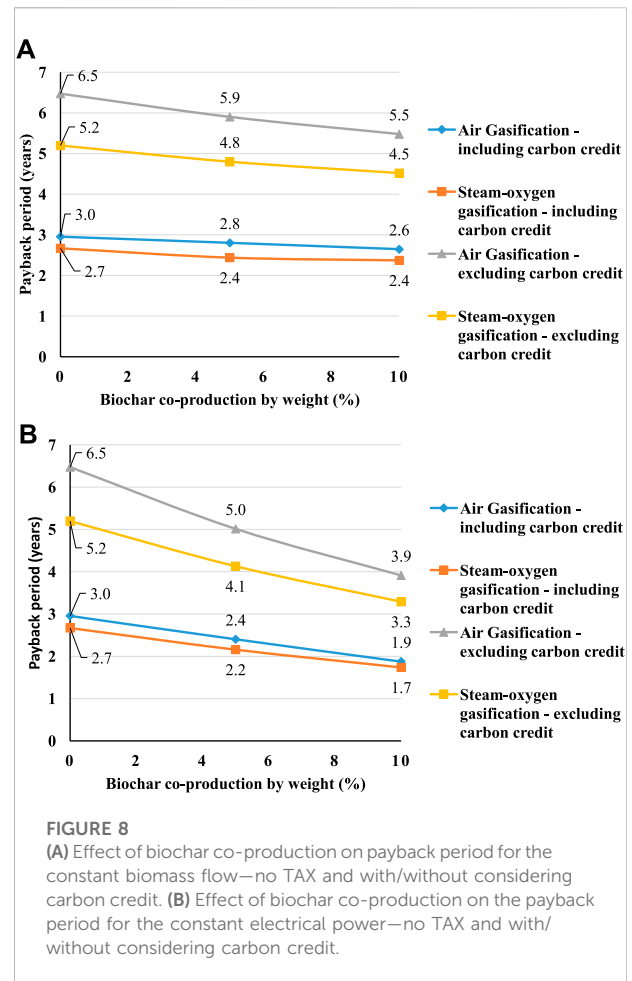 A
7
6
5
4
3
2
1
0
Payback period (years)
6.5
5.9
5.5
5.2
4.8
4.5
3.0
2.8
2.6
2.7
2.4
2.4
0
2
4
6
8
10
Biochar co-production by weight (%)
Air Gasification -
including carbon credit
Steam-oxygen
gasification - including
carbon credit
Air Gasification -
excluding carbon credit
Steam-oxygen
gasification - excluding
carbon credit
B
7
6
5
4
3
2
1
0
Payback period (years)
6.5
5.0
3.9
5.2
4.1
3.3
3.0
2.4
1.9
2.7
2.2
1.7
0
2
4
6
8
10
Biochar co-production by weight (%)
Air Gasification -
including carbon credit
Steam-oxygen
gasification - including
carbon credit
Air Gasification -
excluding carbon credit
Steam-oxygen
gasification - excluding
carbon credit
FIGURE 8
(A) Effect of biochar co-production on payback period for the
constant biomass flow—no TAX and with/without considering
carbon credit. (B) Effect of biochar co-production on the payback
period for the constant electrical power—no TAX and with/
without considering carbon credit.